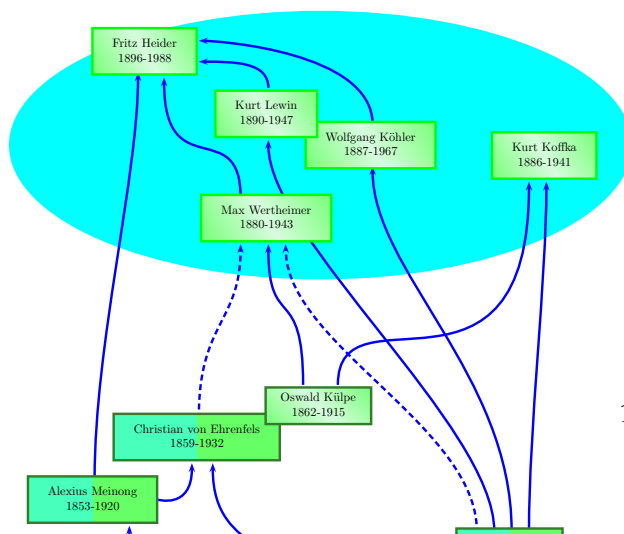 Fritz Heider
1896-1988
Kurt Lewin
1890-1947
Wolfgang Köhler
1887-1967
Kurt Koffka
1886-1941
Max Wertheimer
1880-1943
Oswald Külpe
1862-1915
Christian von Ehrenfels
1859-1932
Alexius Meinong
1853-1920